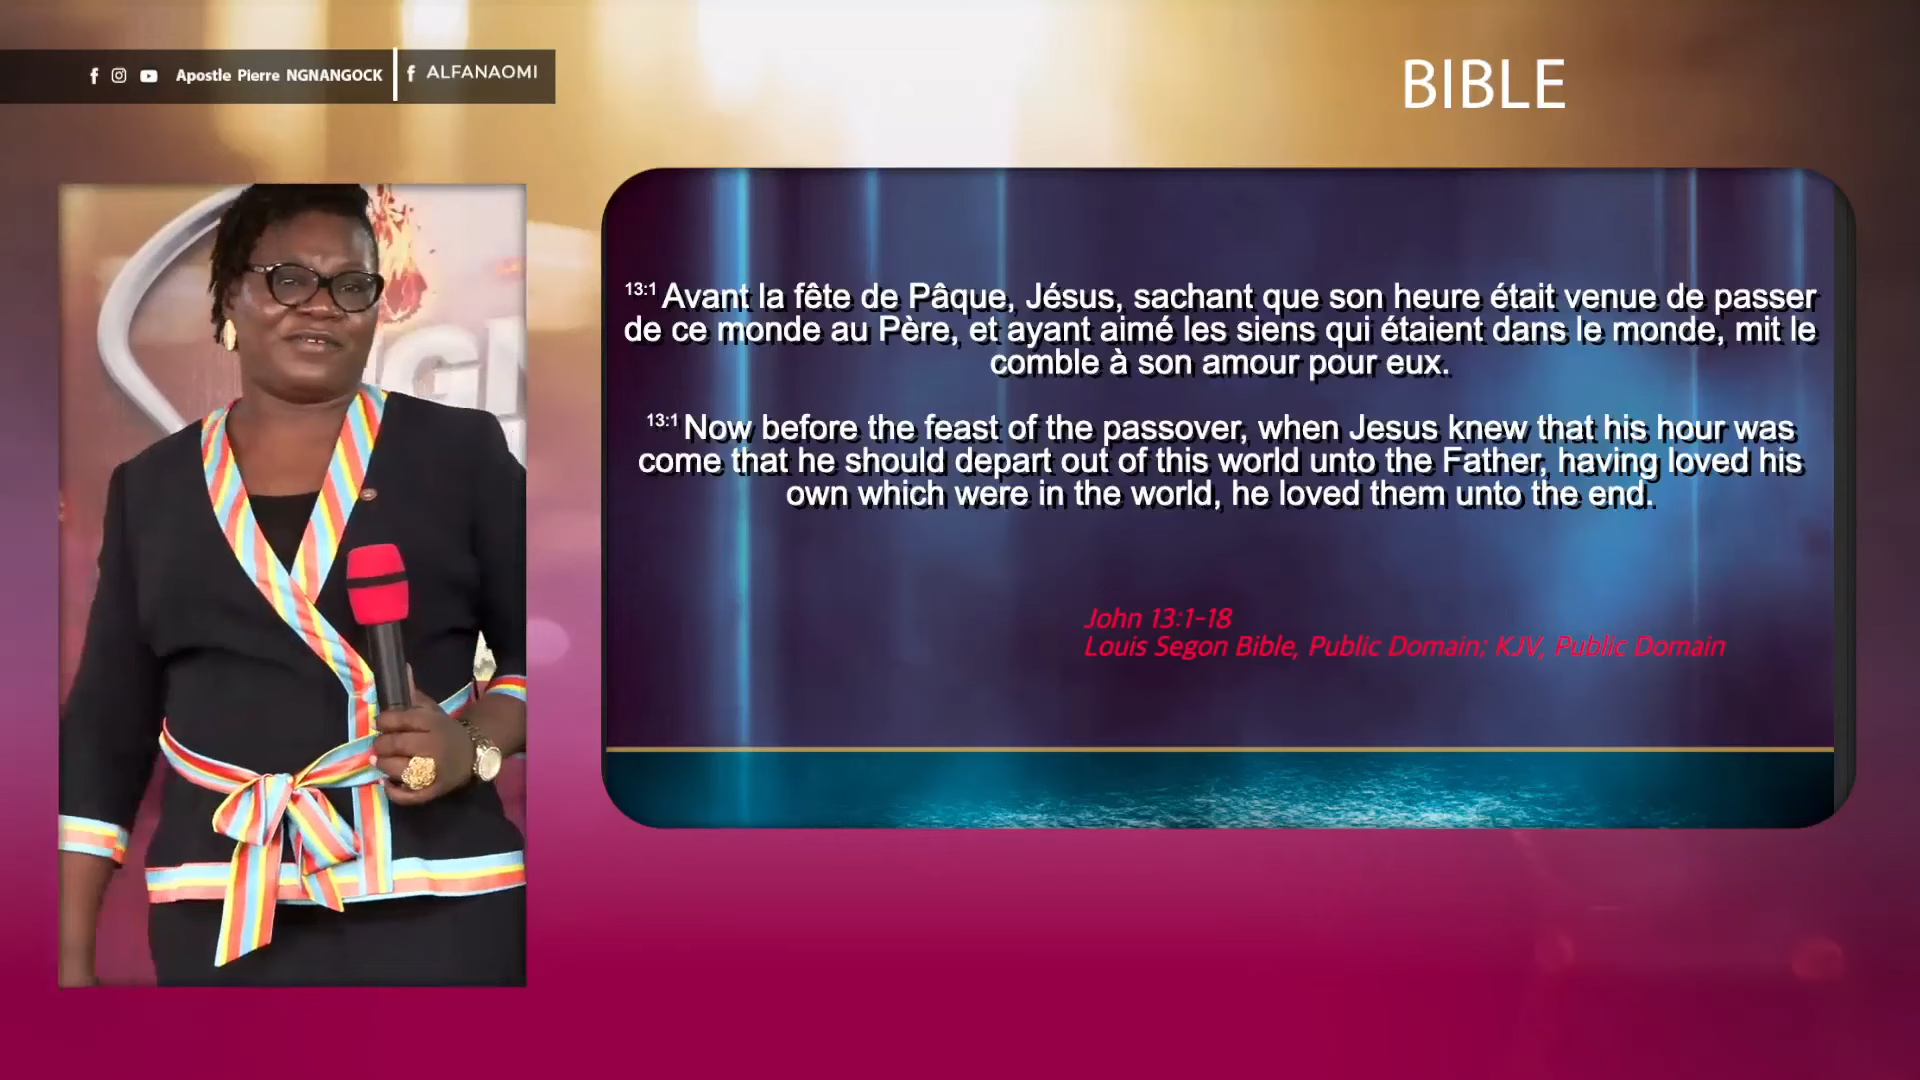 Apostle Pierre NGNANGOCK
ALFANAOMI
BIBLE
13:1 Avant la fête de Pâque, Jésus, sachant que son heure était venue de passer
de ce monde au Père, et ayant aimé les siens qui étaient dans le monde, mit le
comble à son amour pour eux.
13:1 Now before the feast of the passover, when Jesus knew that his hour was
come that he should depart out of this world unto the Father, having loved his
own which were in the world, he loved them unto the end.
John 13:1-18
Louis Segon Bible, Public Domain; KJV, Public Domain